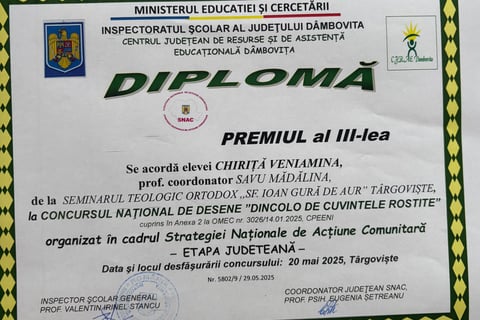 MINISTERUL EDUCATIEI ȘI CERCETĂRII
INSPECTORATUL ȘCOLAR AL JUDEȚULUI DÂMBOVITA
CENTRUL JUDEȚEAN DE RESURSE ȘI DE ASISTENȚĂ
EDUCAȚIONALĂ DÂMBOVIȚA
C.J.R.A.E Dambovita
DIPLOMĂ
SNAC
PREMIUL al III-lea
Se acordă elevei CHIRIȚĂ VENIAMINA,
prof. coordonator SAVU MĂDĂLINA,
de la SEMINARUL TEOLOGIC ORTODOX „SF. IOAN GURĂ DE AUR” TÂRGOVIȘTE,
la CONCURSUL NAȚIONAL DE DESENE "DINCOLO DE CUVINTELE ROSTITE"
cuprins în Anexa 2 la OMEC nr. 3026/14.01.2025, CPEENI
organizat în cadrul Strategiei Naționale de Acțiune Comunitară
– ETAPA JUDEȚEANĂ –
Data și locul desfășurării concursului: 20 mai 2025, Târgoviște
Nr. 5802/9 / 29.05.2025
INSPECTOR ȘCOLAR GENERAL,
PROF. VALENTIN IRINEL STANCU
COORDONATOR JUDEȚEAN SNAC,
PROF. PSIH. EUGENIA ȘETREANU